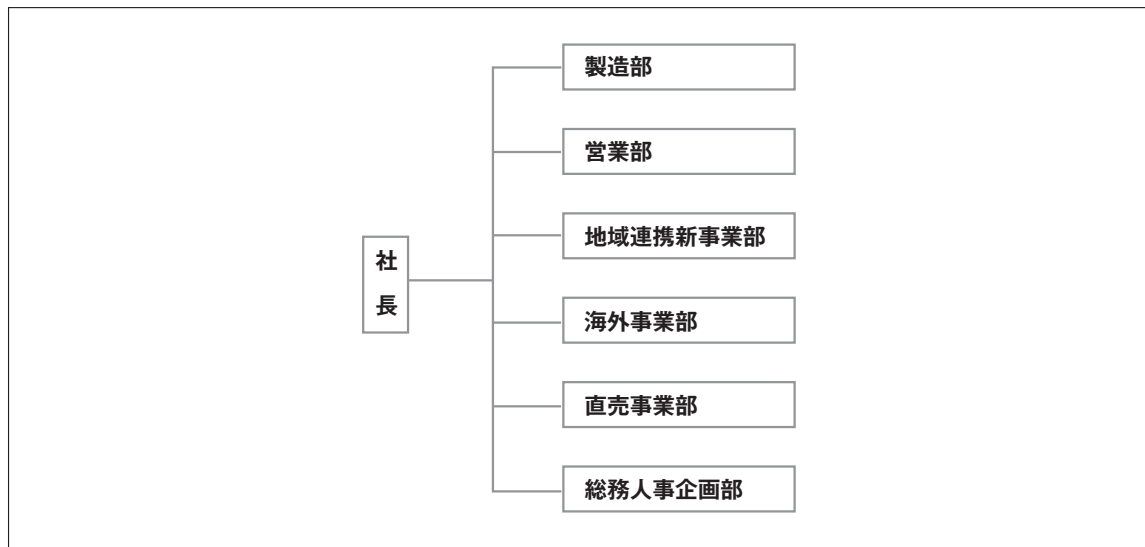 社長
製造部
営業部
地域連携新事業部
海外事業部
直売事業部
総務人事企画部